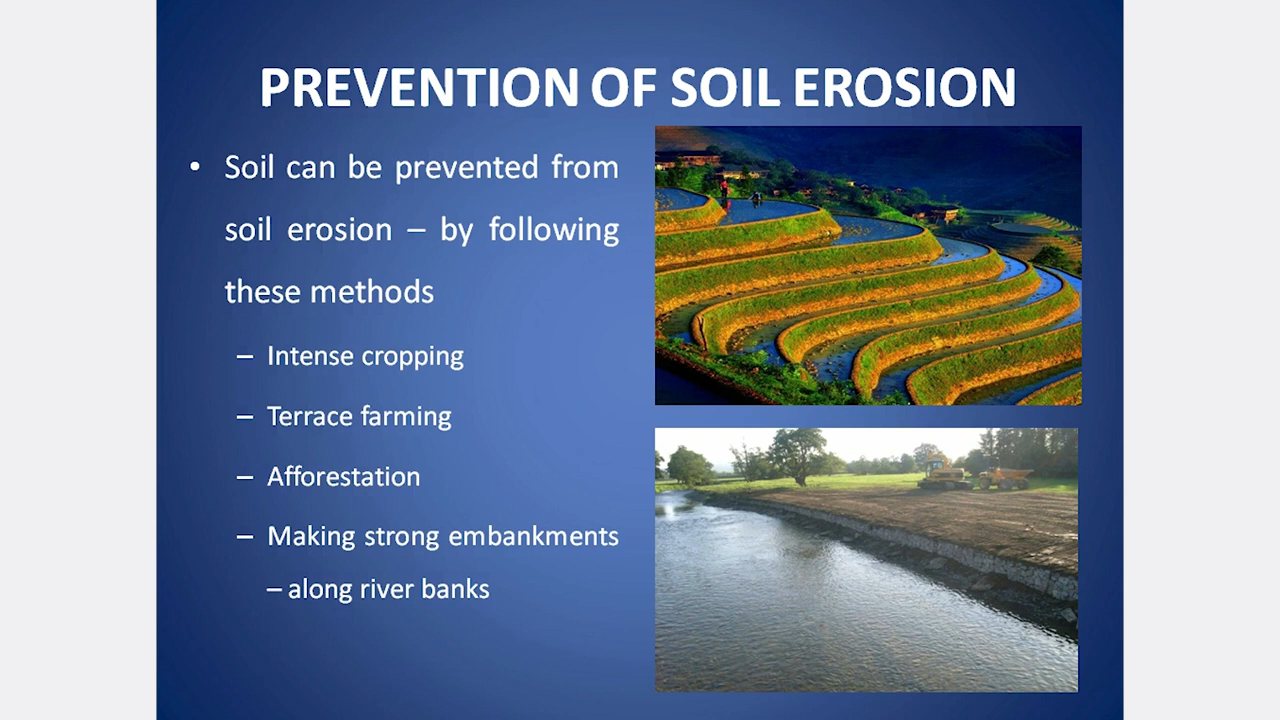 PREVENTION OF SOIL EROSION
• Soil can be prevented from
soil erosion – by following
these methods
– Intense cropping
– Terrace farming
– Afforestation
– Making strong embankments
– along river banks